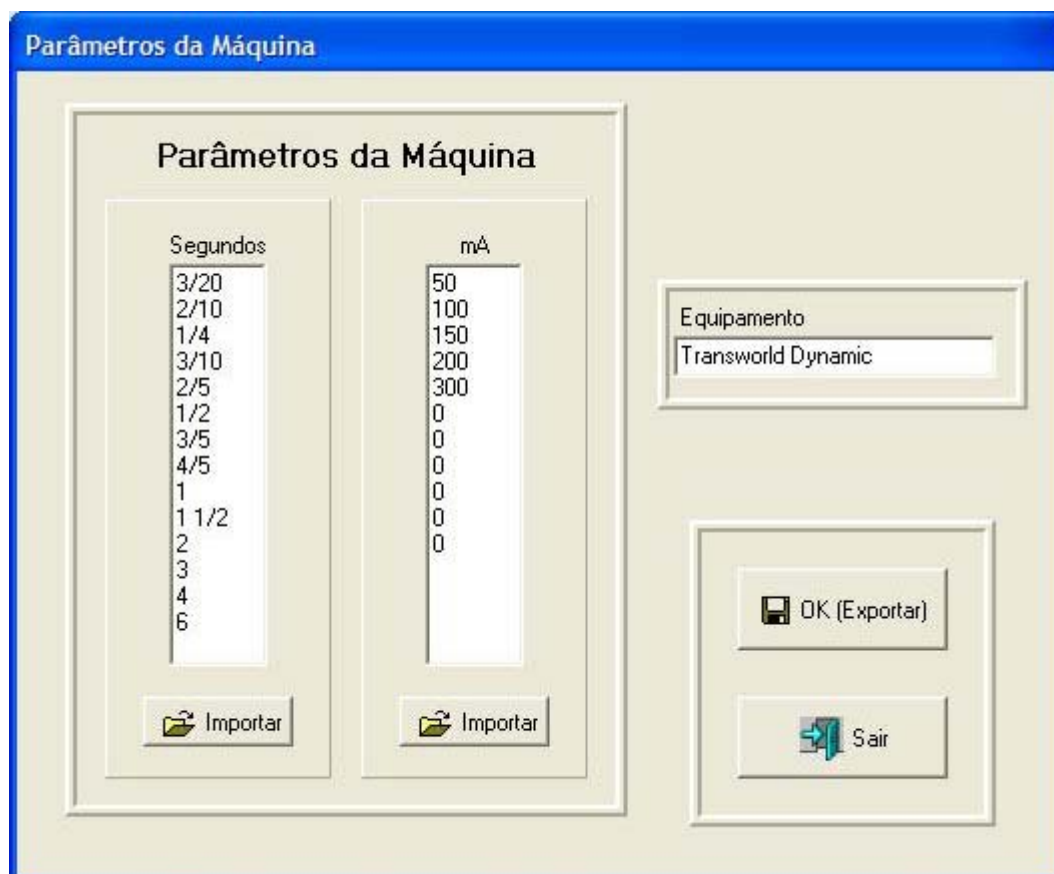 Parâmetros da Máquina
Parâmetros da Máquina
Segundos
3/20
2/10
1/4
3/10
2/5
1/2
3/5
4/5
1
1 1/2
2
3
4
6
Importar
mA
50
100
150
200
300
0
0
0
0
0
0
Importar
Equipamento
Transworld Dynamic
OK (Exportar)
Sair